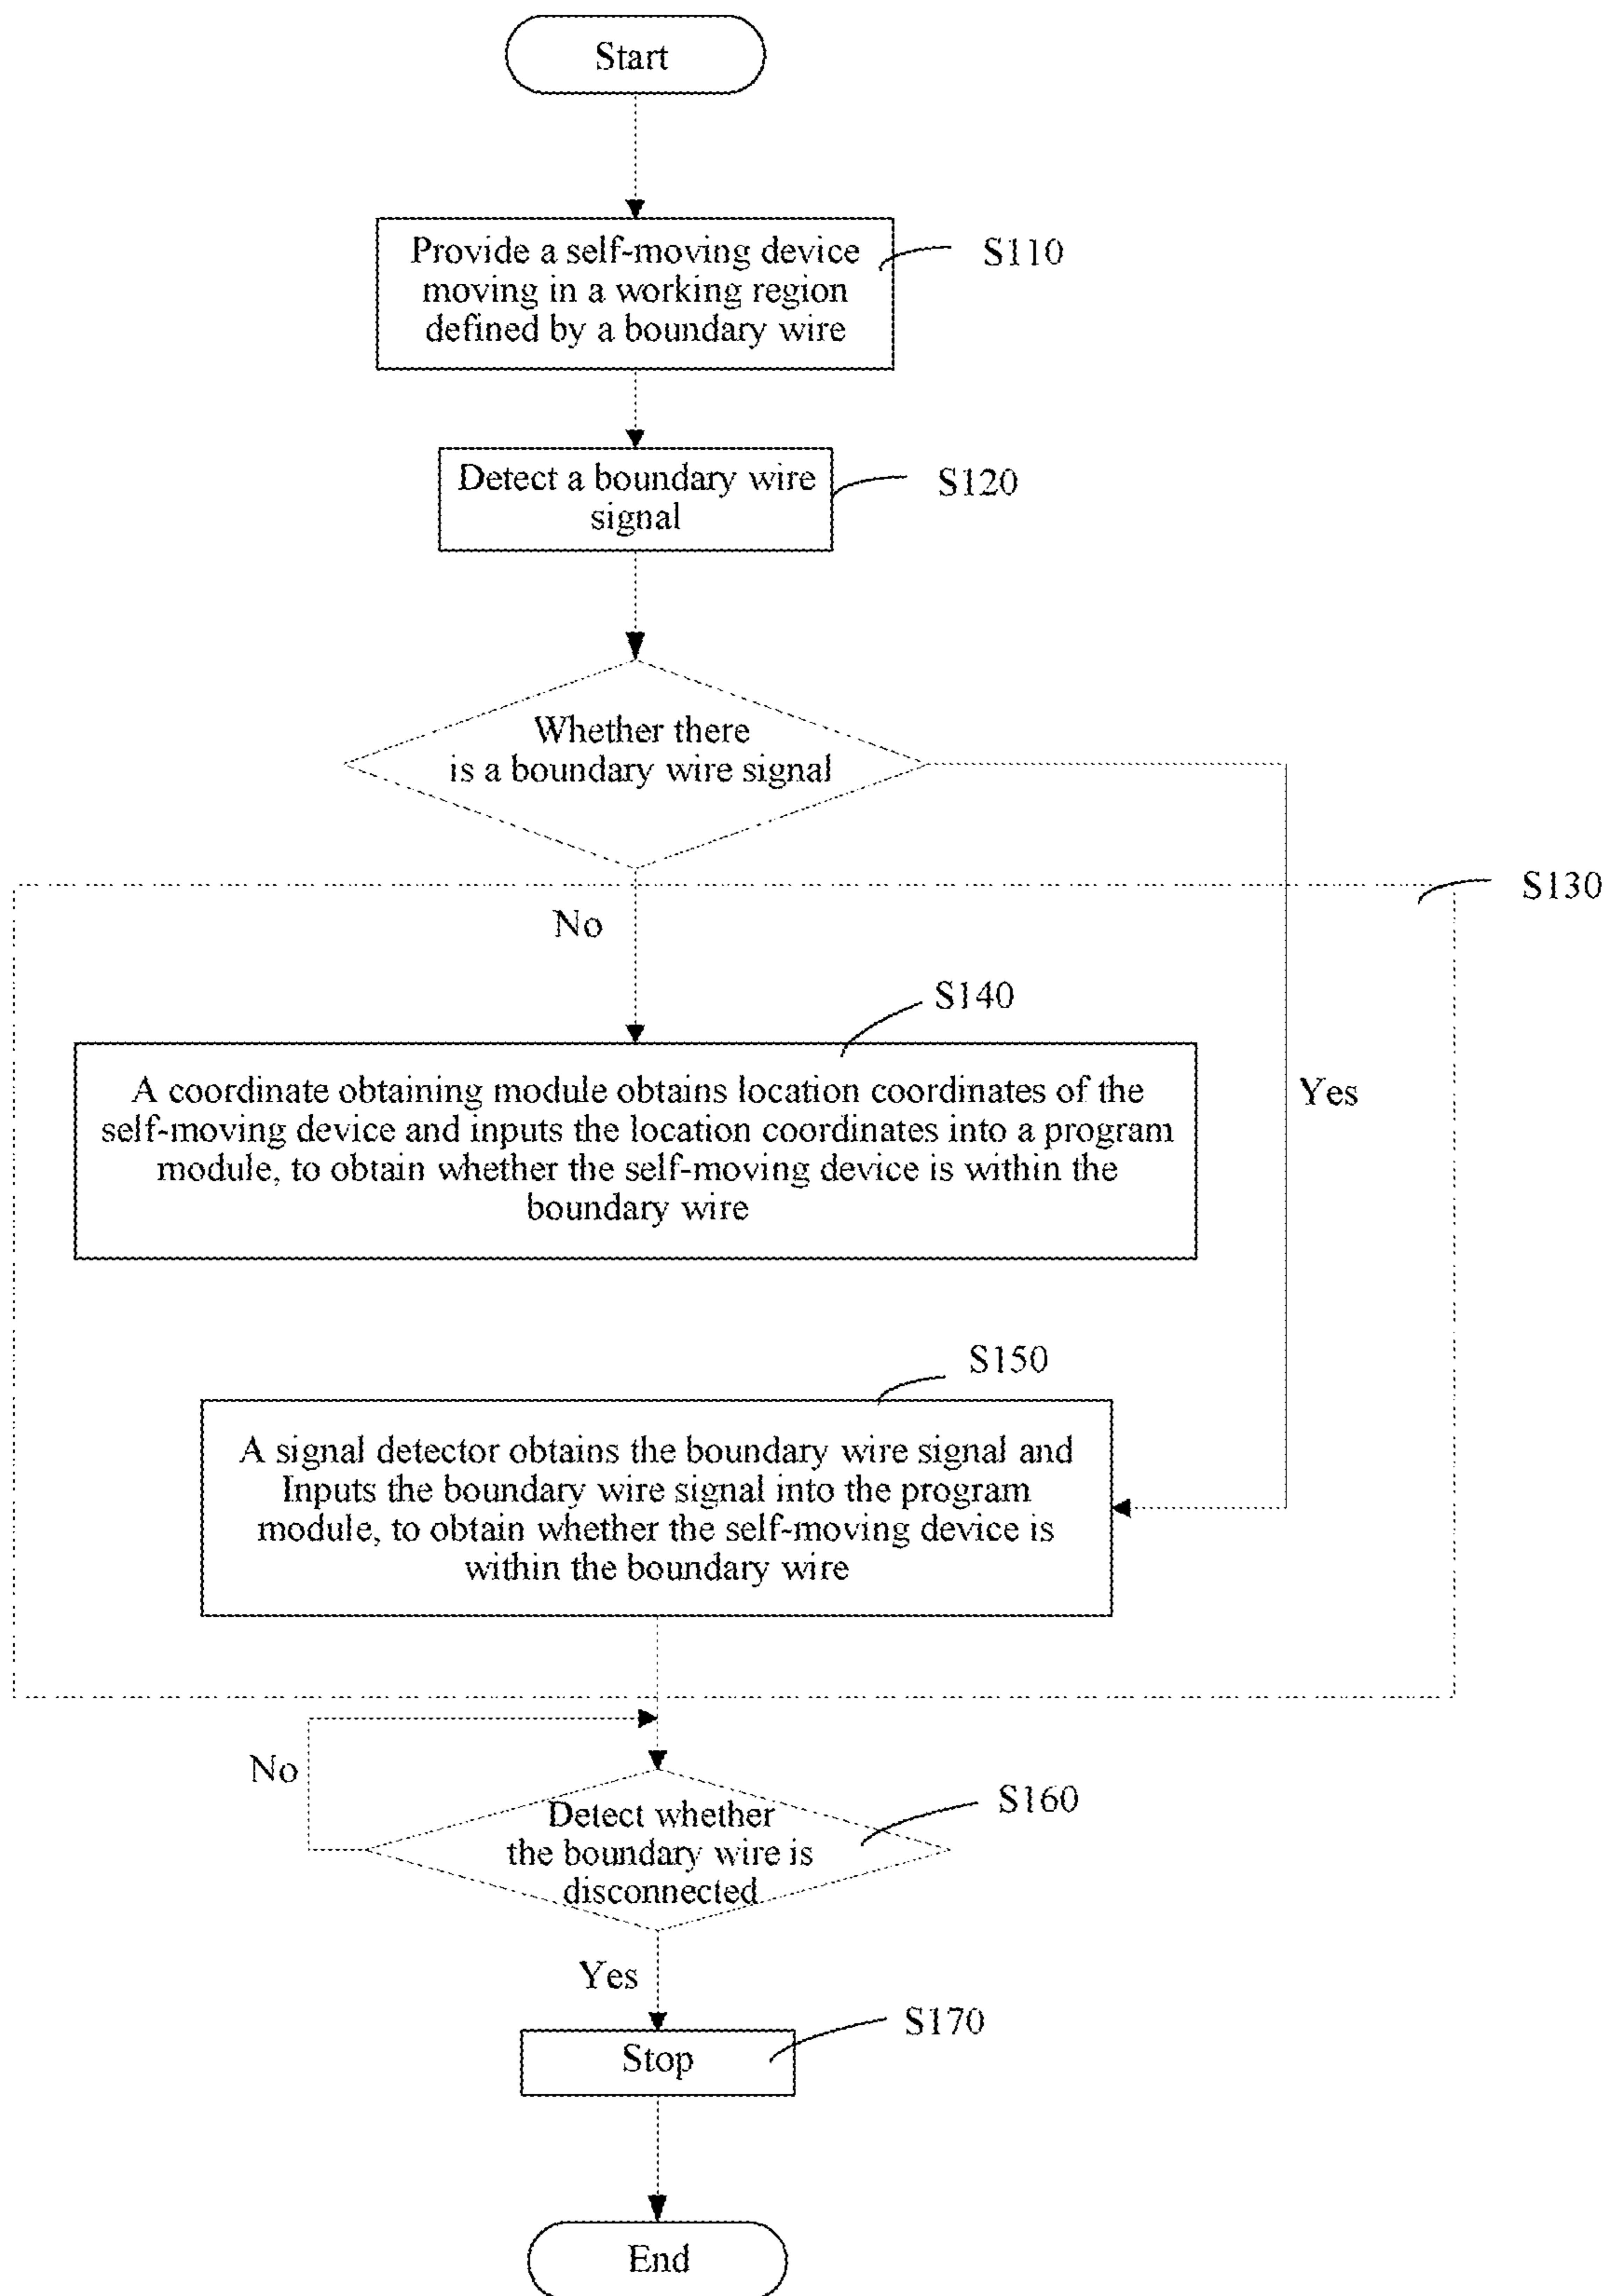 Start
Provide a self-moving device
moving in a working region
defined by a boundary wire
S110
Detect a boundary wire
signal
S120
Whether there
is a boundary wire signal
S130
No
S140
A coordinate obtaining module obtains location coordinates of the
self-moving device and inputs the location coordinates into a program
module, to obtain whether the self-moving device is within the
boundary wire
Yes
S150
A signal detector obtains the boundary wire signal and
Inputs the boundary wire signal into the program
module, to obtain whether the self-moving device is
within the boundary wire
No
Detect whether
the boundary wire is
disconnected
S160
Yes
S170
Stop
End